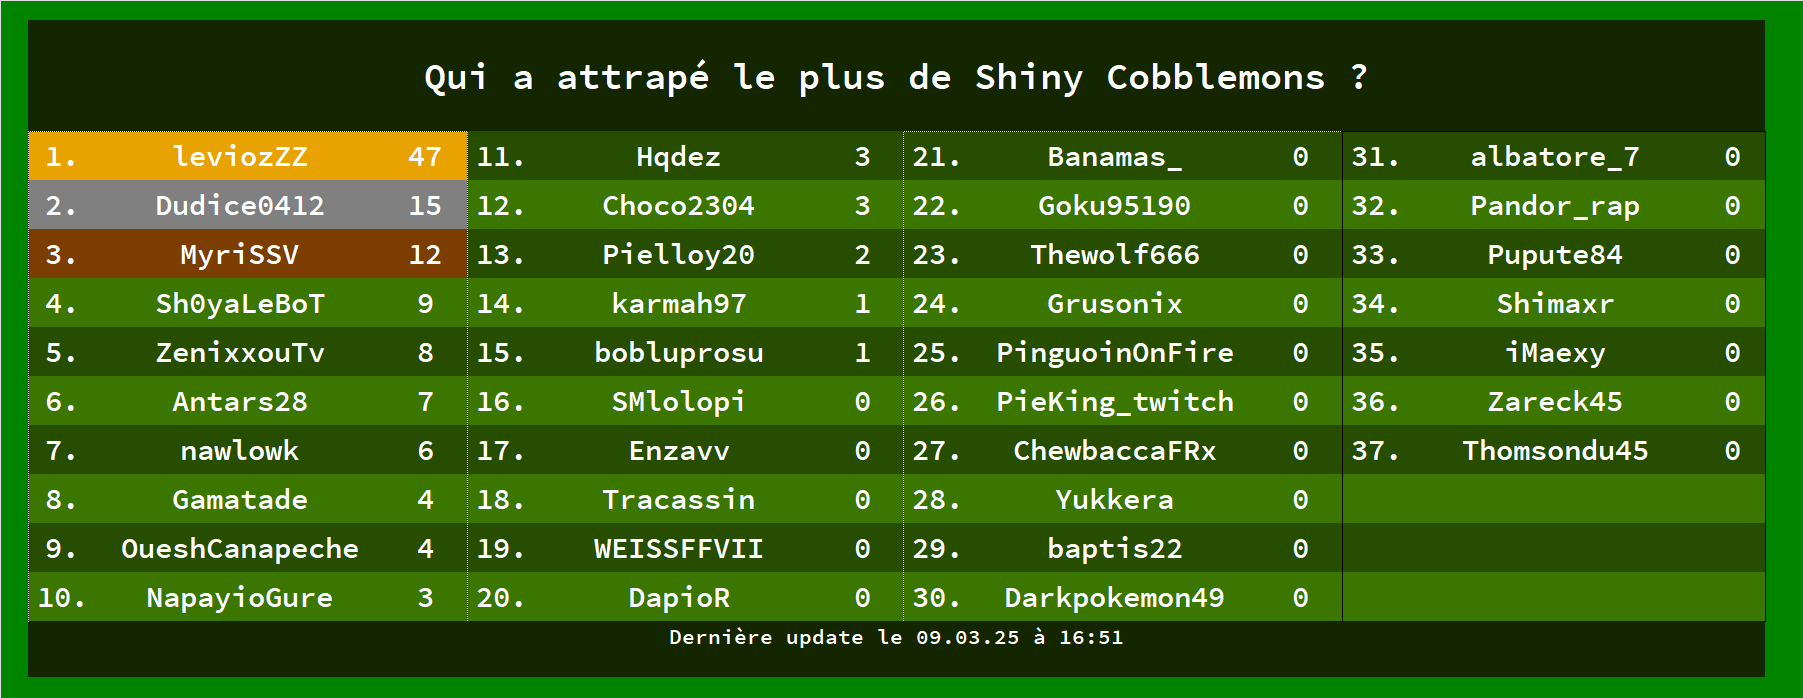 Qui a attrapé le plus de Shiny Cobblemons ?
1. leviozZZ 47
2. Dudice0412 15
3. MyriSSV 12
4. Sh0yaLeBoT 9
5. ZenixxouTv 8
6. Antars28 7
7. nawlowk 6
8. Gamatade 4
9. OueshCanapeche 4
10. NapayioGure 3
11. Hqdez 3
12. Choco2304 3
13. Pielloy20 2
14. karmah97 1
15. bobluprosu 1
16. SMlolopi 0
17. Enzavv 0
18. Tracassin 0
19. WEISSFFVII 0
20. DapioR 0
21. Banamas_ 0
22. Goku95190 0
23. Thewolf666 0
24. Grusonix 0
25. PinguoinOnFire 0
26. PieKing_twitch 0
27. ChewbaccaFRx 0
28. Yukkera 0
29. baptis22 0
30. Darkpokemon49 0
31. albatore_7 0
32. Pandor_rap 0
33. Pupute84 0
34. Shimaxr 0
35. iMaexy 0
36. Zareck45 0
37. Thomsondu45 0
Dernière update le 09.03.25 à 16:51